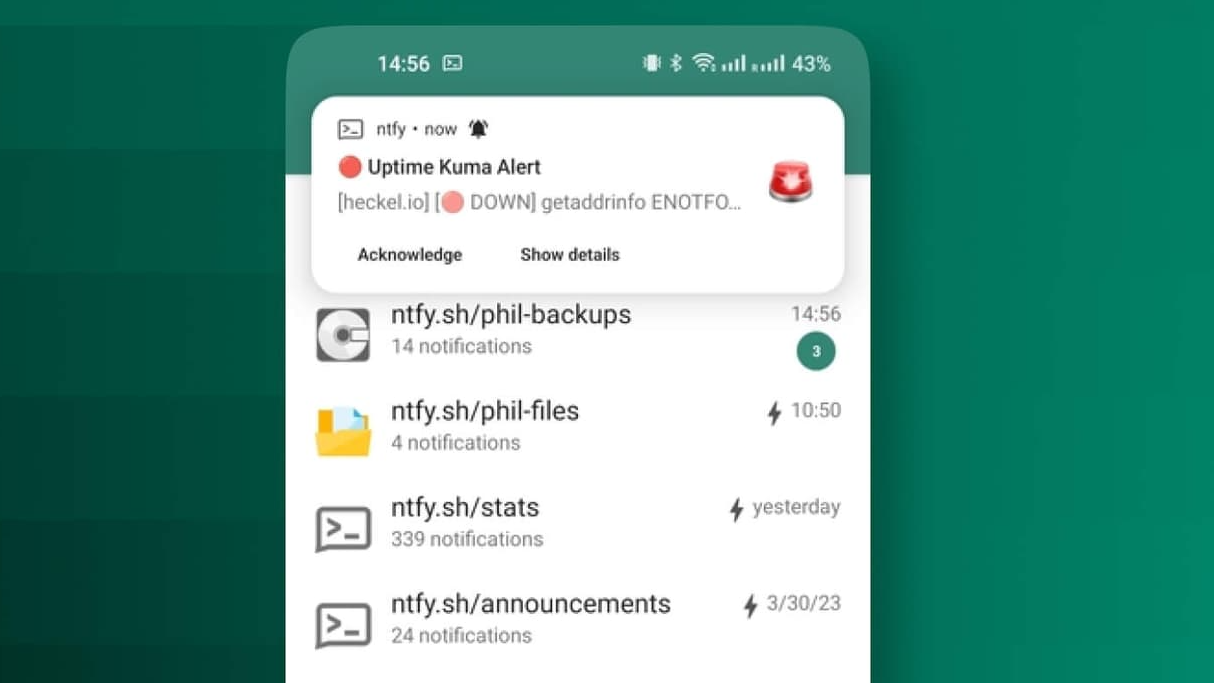 14:56 43%
ntfy • now
🔴 Uptime Kuma Alert
[heckel.io] [🔴 DOWN] getaddrinfo ENOTFO...
Acknowledge Show details
ntfy.sh/phil-backups 14:56
14 notifications 3
ntfy.sh/phil-files 10:50
4 notifications
ntfy.sh/stats yesterday
339 notifications
ntfy.sh/announcements 3/30/23
24 notifications